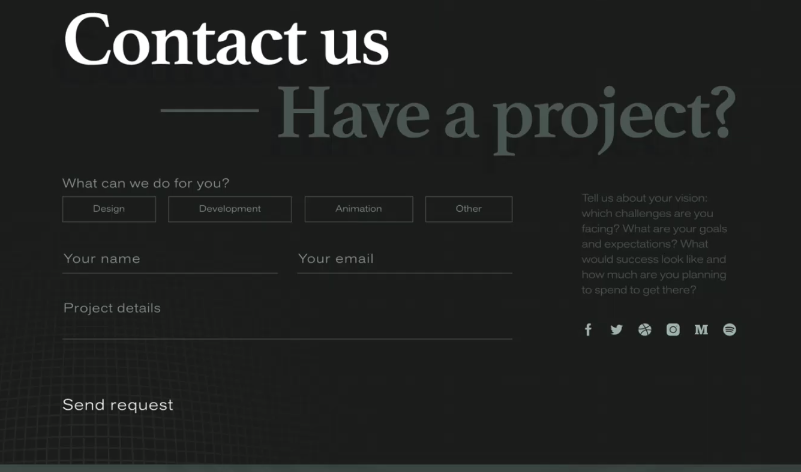 Contact us
Have a project?
What can we do for you?
Design
Development
Animation
Other
Your name
Your email
Project details
Send request
Tell us about your vision:
which challenges are you
facing? What are your goals
and expectations? What
would success look like and
how much are you planning
to spend to get there?